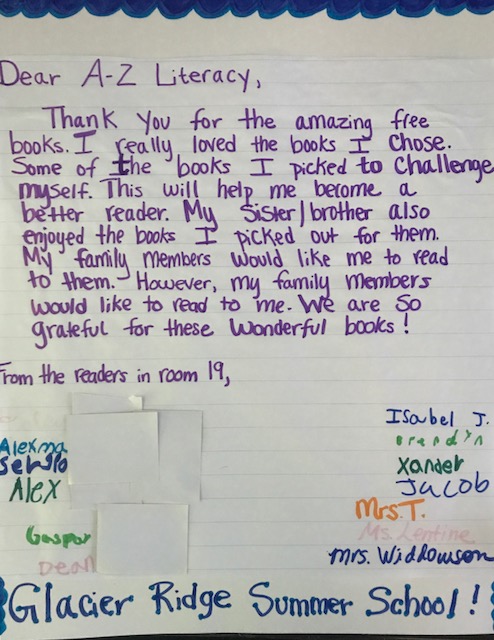 Dear A-Z Literacy,
Thank you for the amazing free
books. I really loved the books I chose.
Some of the books I picked to challenge
myself. This will help me become a
better reader. My sister/brother also
enjoyed the books I picked out for them.
My family members would like me to read
to them. However, my family members
would like to read to me. We are so
grateful for these wonderful books!
From the readers in room 19,
Isabel J.
Alexma
Sergio
Xander
Alex
Jacob
Mrs. T.
Gaspar
Ms. Lentine
Dean
Mrs. Widlowson
Glacier Ridge Summer School!